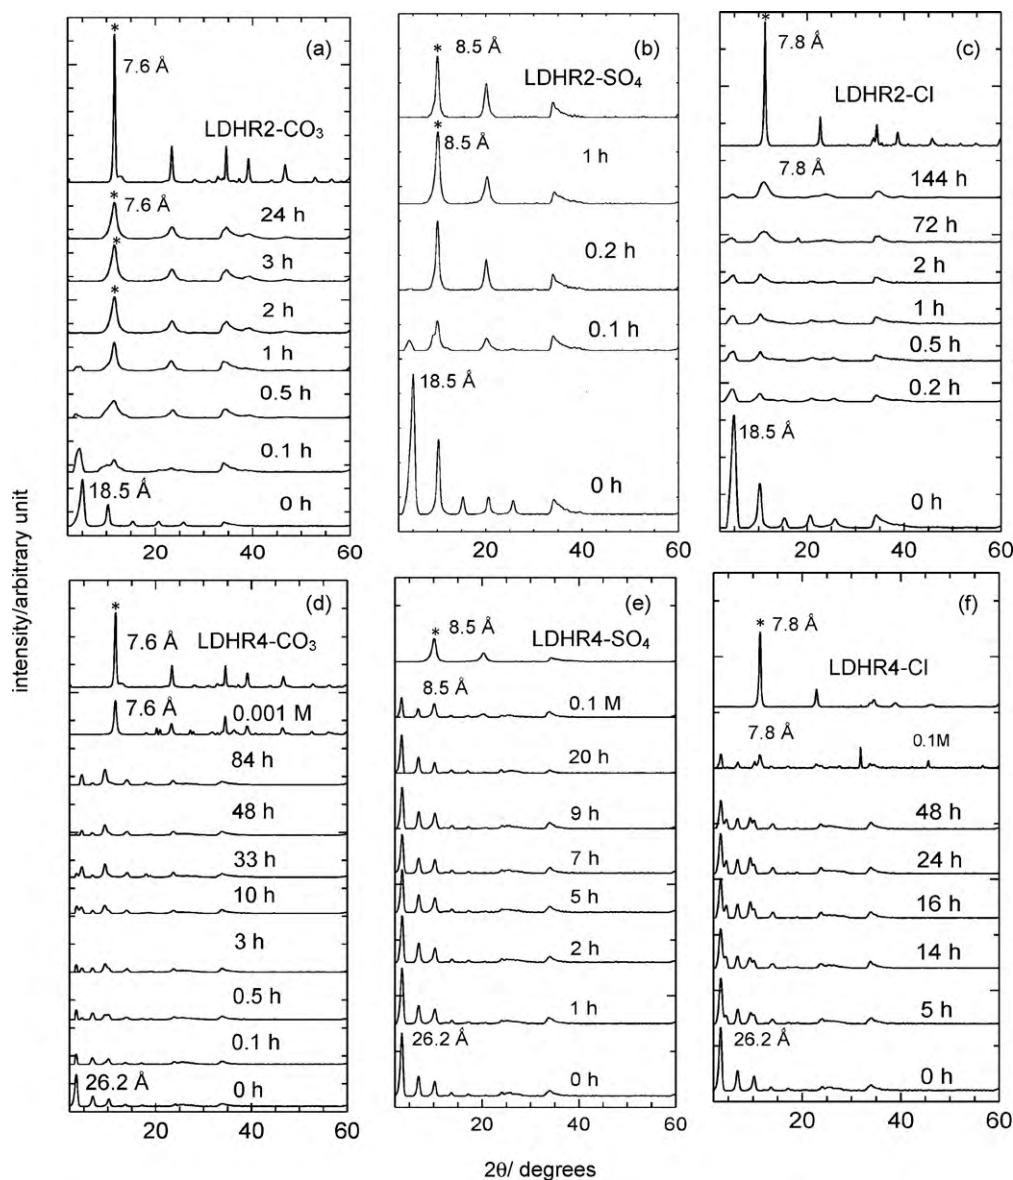 (a)
*
7.6 Å
LDHR2-CO₃
*
7.6 Å
24 h
*
3 h
*
2 h
1 h
0.5 h
0.1 h
18.5 Å
0 h
20
40
60
(b)
*
8.5 Å
LDHR2-SO₄
*
8.5 Å
1 h
0.2 h
0.1 h
18.5 Å
0 h
20
40
60
(c)
*
7.8 Å
LDHR2-Cl
7.8 Å
144 h
72 h
2 h
1 h
0.5 h
0.2 h
18.5 Å
0 h
20
40
60
(d)
*
7.6 Å
LDHR4-CO₃
7.6 Å
0.001 M
84 h
48 h
33 h
10 h
3 h
0.5 h
0.1 h
26.2 Å
0 h
20
40
60
(e)
8.5 Å
*
LDHR4-SO₄
8.5 Å
0.1 M
20 h
9 h
7 h
5 h
2 h
1 h
26.2 Å
0 h
20
40
60
(f)
* 7.8 Å
LDHR4-Cl
7.8 Å
0.1M
48 h
24 h
16 h
14 h
5 h
26.2 Å
0 h
20
40
60
intensity/arbitrary unit
2θ/ degrees